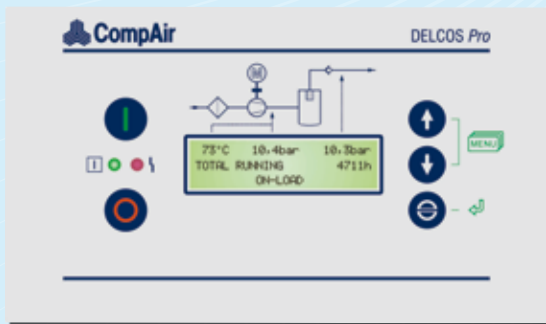 CompAir
DELCOS Pro
M
73°C 10.4bar 10.3bar
TOTAL RUNNING 4711h
ON-LOAD
MENU